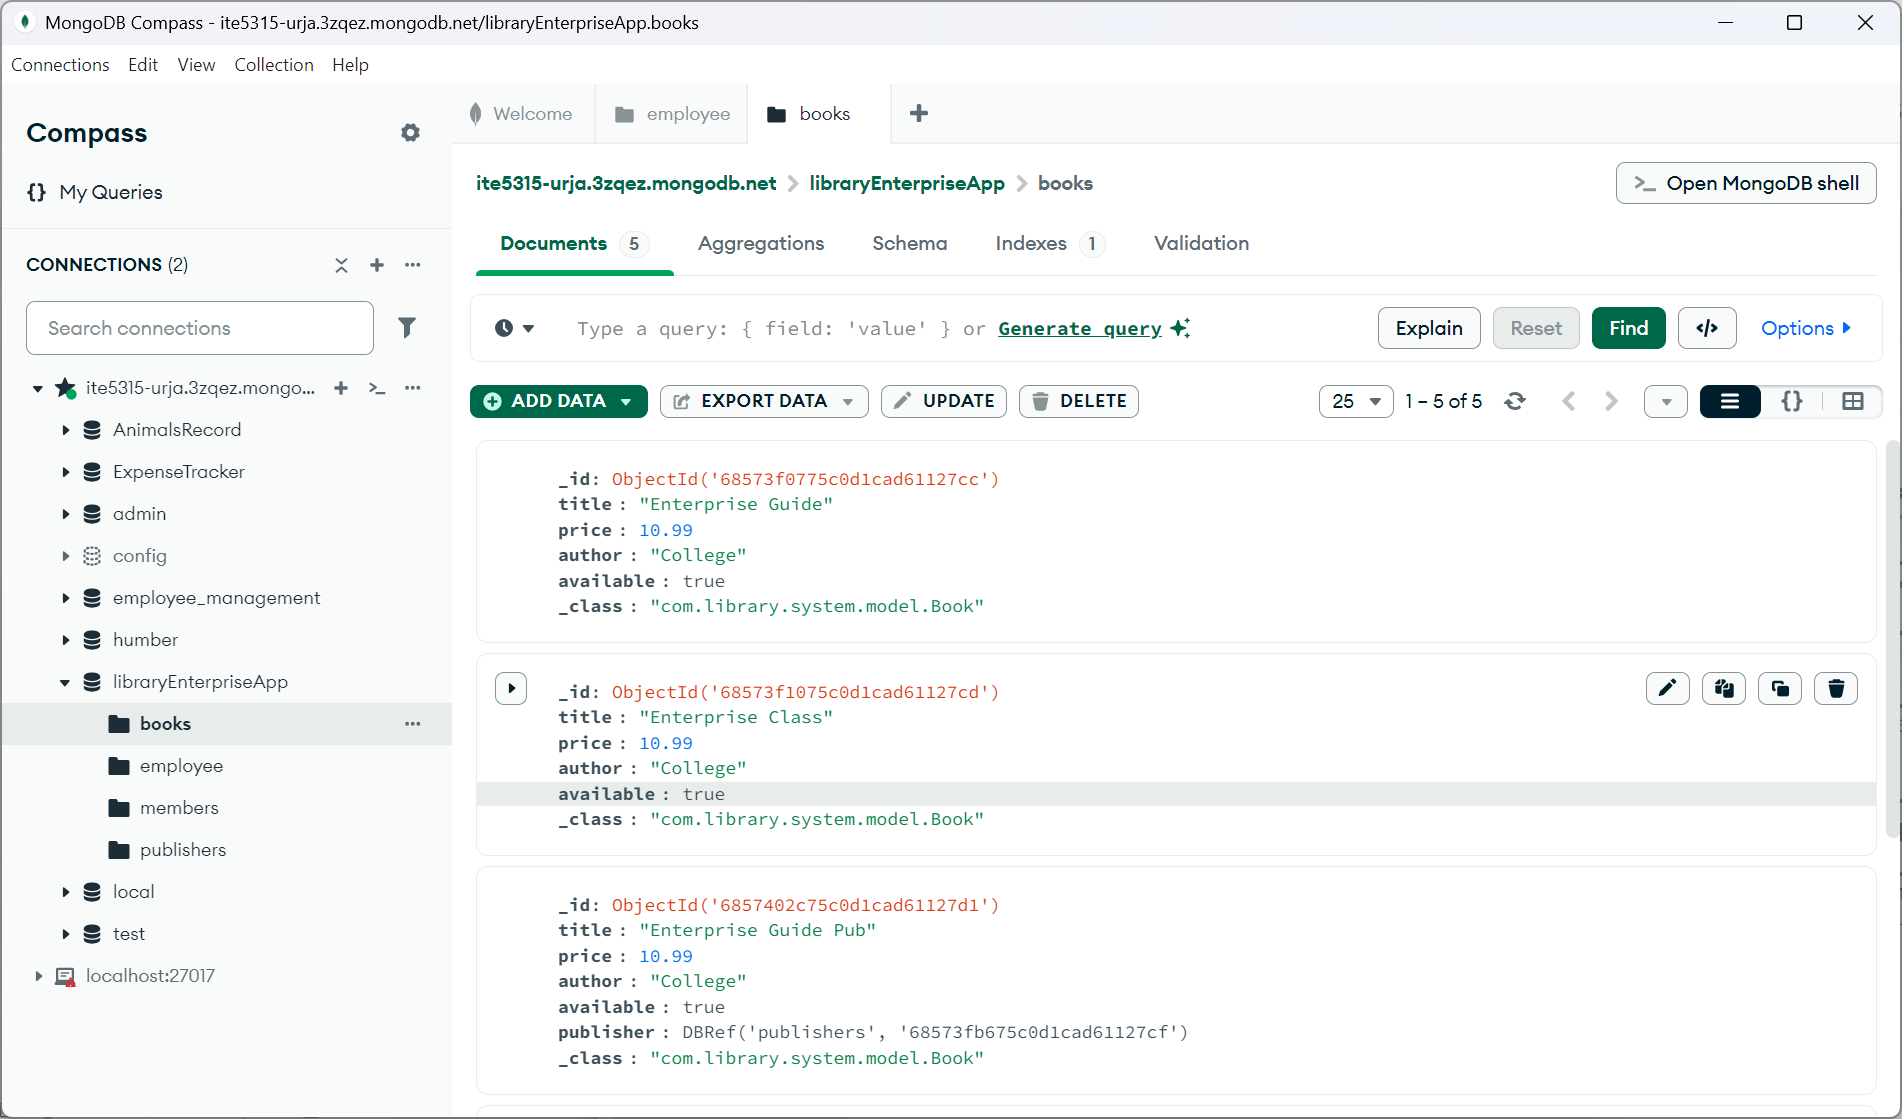 MongoDB Compass - ite5315-urja.3zqez.mongodb.net/libraryEnterpriseApp.books
Connections Edit View Collection Help
Compass
My Queries
CONNECTIONS (2)
Search connections
ite5315-urja.3zqez.mongo...
AnimalsRecord
ExpenseTracker
admin
config
employee_management
humber
libraryEnterpriseApp
books
employee
members
publishers
local
test
localhost:27017
Welcome employee books
ite5315-urja.3zqez.mongodb.net > libraryEnterpriseApp > books
>_ Open MongoDB shell
Documents 5 Aggregations Schema Indexes 1 Validation
Type a query: { field: 'value' } or Generate query
Explain Reset Find </> Options
ADD DATA EXPORT DATA UPDATE DELETE
25 1 – 5 of 5
_id: ObjectId('68573f0775c0d1cad61127cc')
title : "Enterprise Guide"
price : 10.99
author : "College"
available : true
_class : "com.library.system.model.Book"
_id: ObjectId('68573f1075c0d1cad61127cd')
title : "Enterprise Class"
price : 10.99
author : "College"
available : true
_class : "com.library.system.model.Book"
_id: ObjectId('6857402c75c0d1cad61127d1')
title : "Enterprise Guide Pub"
price : 10.99
author : "College"
available : true
publisher : DBRef('publishers', '68573fb675c0d1cad61127cf')
_class : "com.library.system.model.Book"